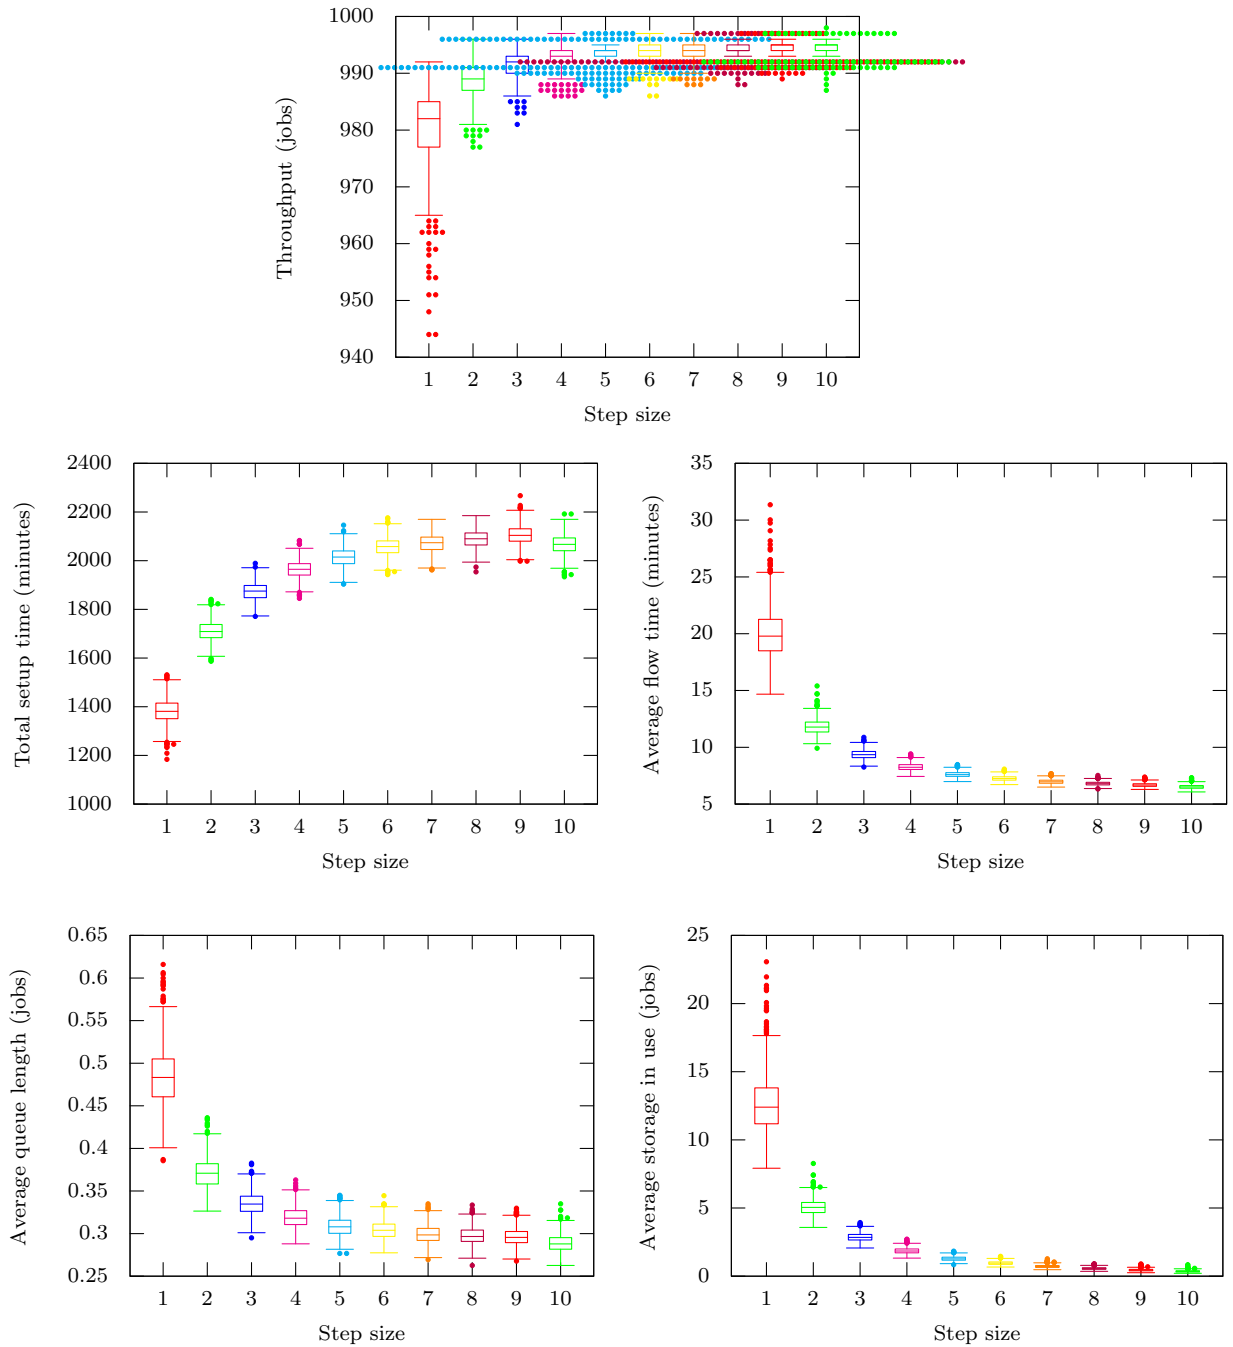 1000
990
980
970
960
950
940
Throughput (jobs)
1 2 3 4 5 6 7 8 9 10
Step size
2400
2200
2000
1800
1600
1400
1200
1000
Total setup time (minutes)
1 2 3 4 5 6 7 8 9 10
Step size
35
30
25
20
15
10
5
Average flow time (minutes)
1 2 3 4 5 6 7 8 9 10
Step size
0.65
0.6
0.55
0.5
0.45
0.4
0.35
0.3
0.25
Average queue length (jobs)
1 2 3 4 5 6 7 8 9 10
Step size
25
20
15
10
5
0
Average storage in use (jobs)
1 2 3 4 5 6 7 8 9 10
Step size